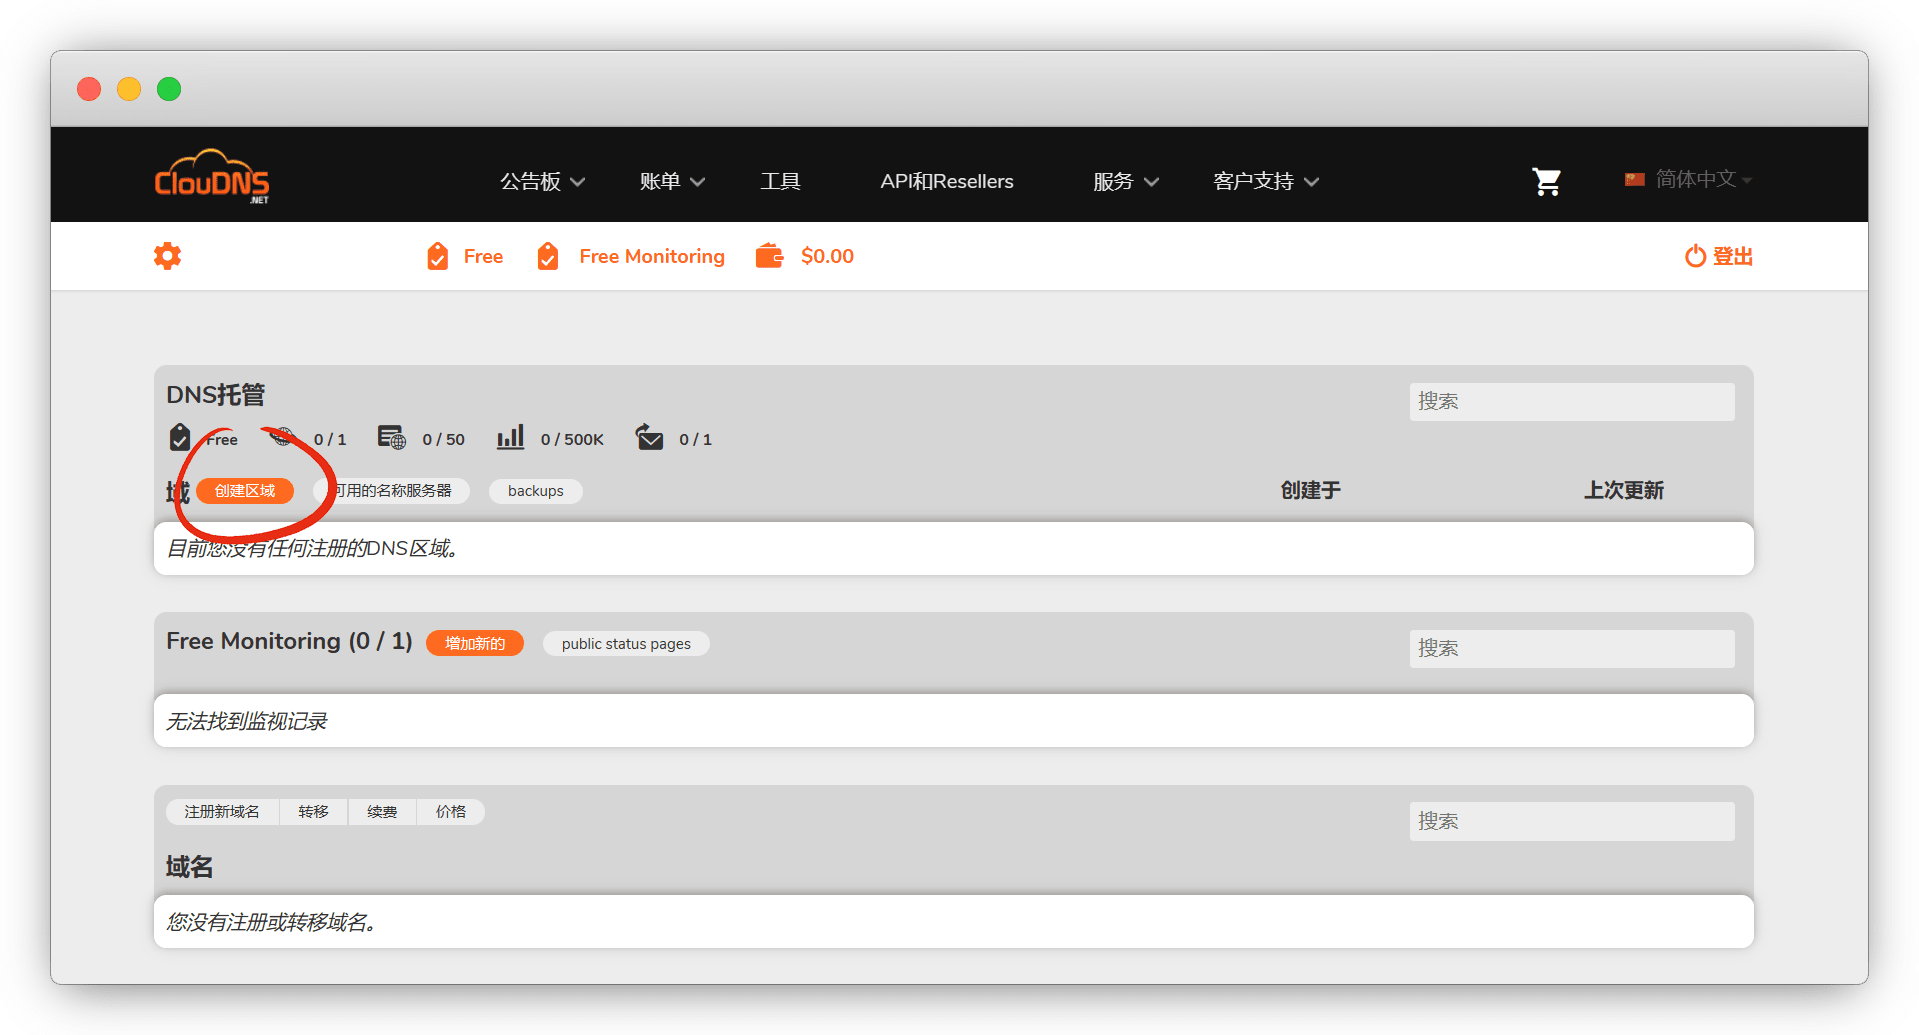 ClouDNS
.NET
公告板 账单 工具 API和Resellers 服务 客户支持 简体中文
Free Free Monitoring $0.00 登出
DNS托管 搜索
Free 0 / 1 0 / 50 0 / 500K 0 / 1
域 创建区域 可用的名称服务器 backups 创建于 上次更新
目前您没有任何注册的DNS区域。
Free Monitoring (0 / 1) 增加新的 public status pages 搜索
无法找到监视记录
注册新域名 转移 续费 价格 搜索
域名
您没有注册或转移域名。